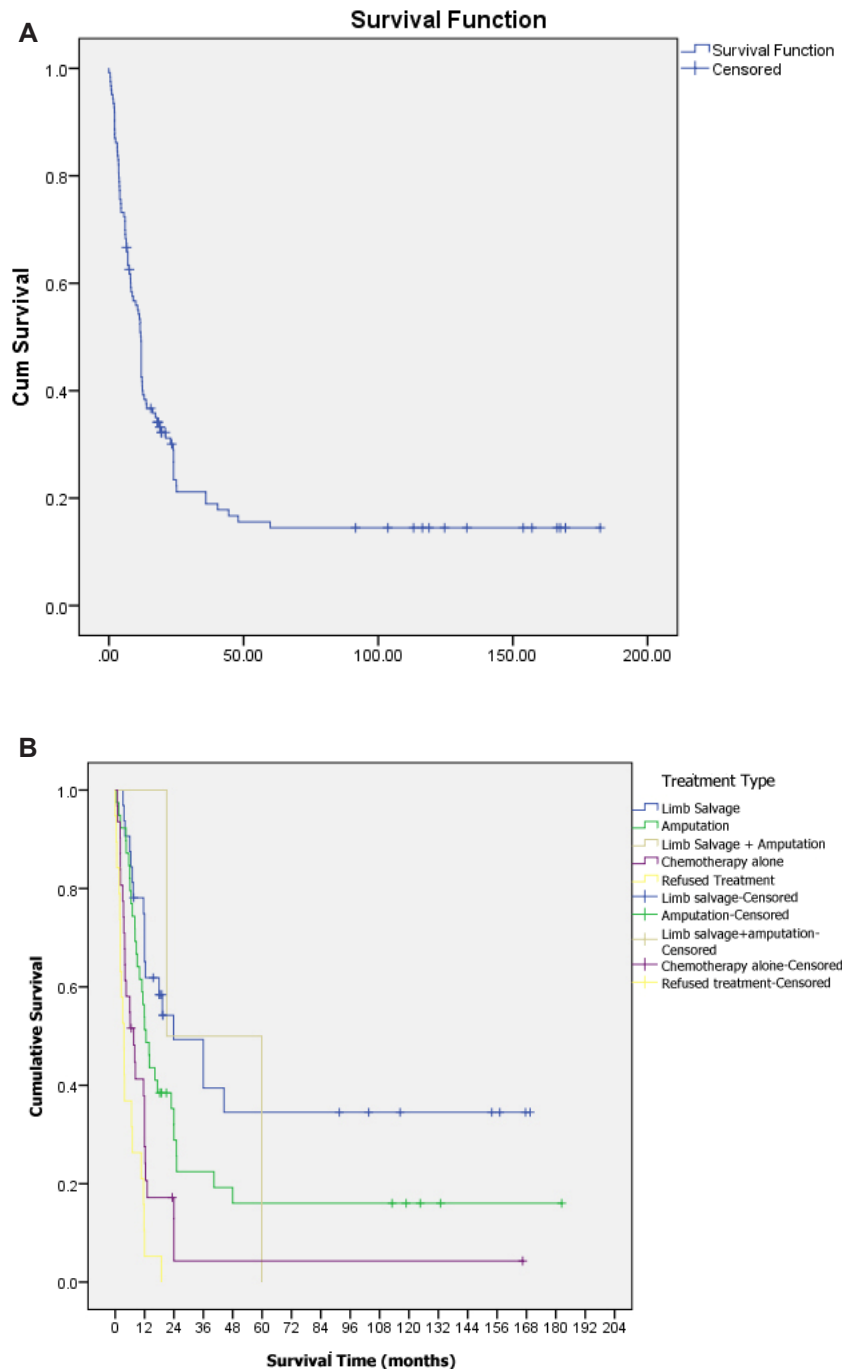 A
Survival Function
Survival Function
Censored
1.0
0.8
0.6
0.4
0.2
0.0
Cum Survival
.00 50.00 100.00 150.00 200.00
B
Treatment Type
Limb Salvage
Amputation
Limb Salvage + Amputation
Chemotherapy alone
Refused Treatment
Limb salvage-Censored
Amputation-Censored
Limb salvage+amputation-
Censored
Chemotherapy alone-Censored
Refused treatment-Censored
1.0
0.8
0.6
0.4
0.2
0.0
Cumulative Survival
0 12 24 36 48 60 72 84 96 108 120 132 144 156 168 180 192 204
Survival Time (months)